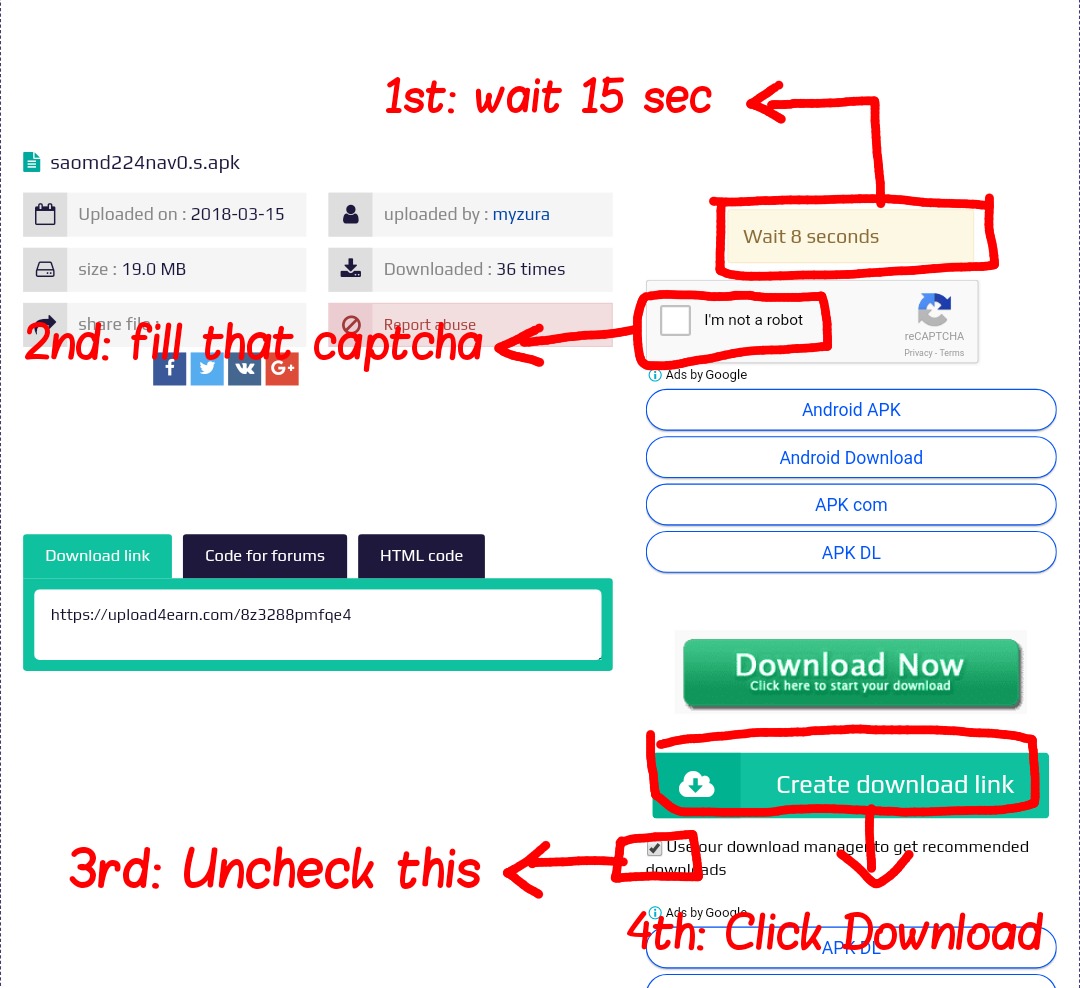 1st: wait 15 sec
saomd224nav0.s.apk
Uploaded on : 2018-03-15
uploaded by : myzura
Wait 8 seconds
size : 19.0 MB
Downloaded : 36 times
share file :
Report abuse
I'm not a robot
reCAPTCHA
Privacy - Terms
2nd: fill that captcha
f
G+
Ads by Google
Android APK
Android Download
APK com
APK DL
Download link
Code for forums
HTML code
https://upload4earn.com/8z3288pmfqe4
Download Now
Click here to start your download
Create download link
3rd: Uncheck this
Use our download manager to get recommended
downloads
Ads by Google
4th: Click Download
APK DL